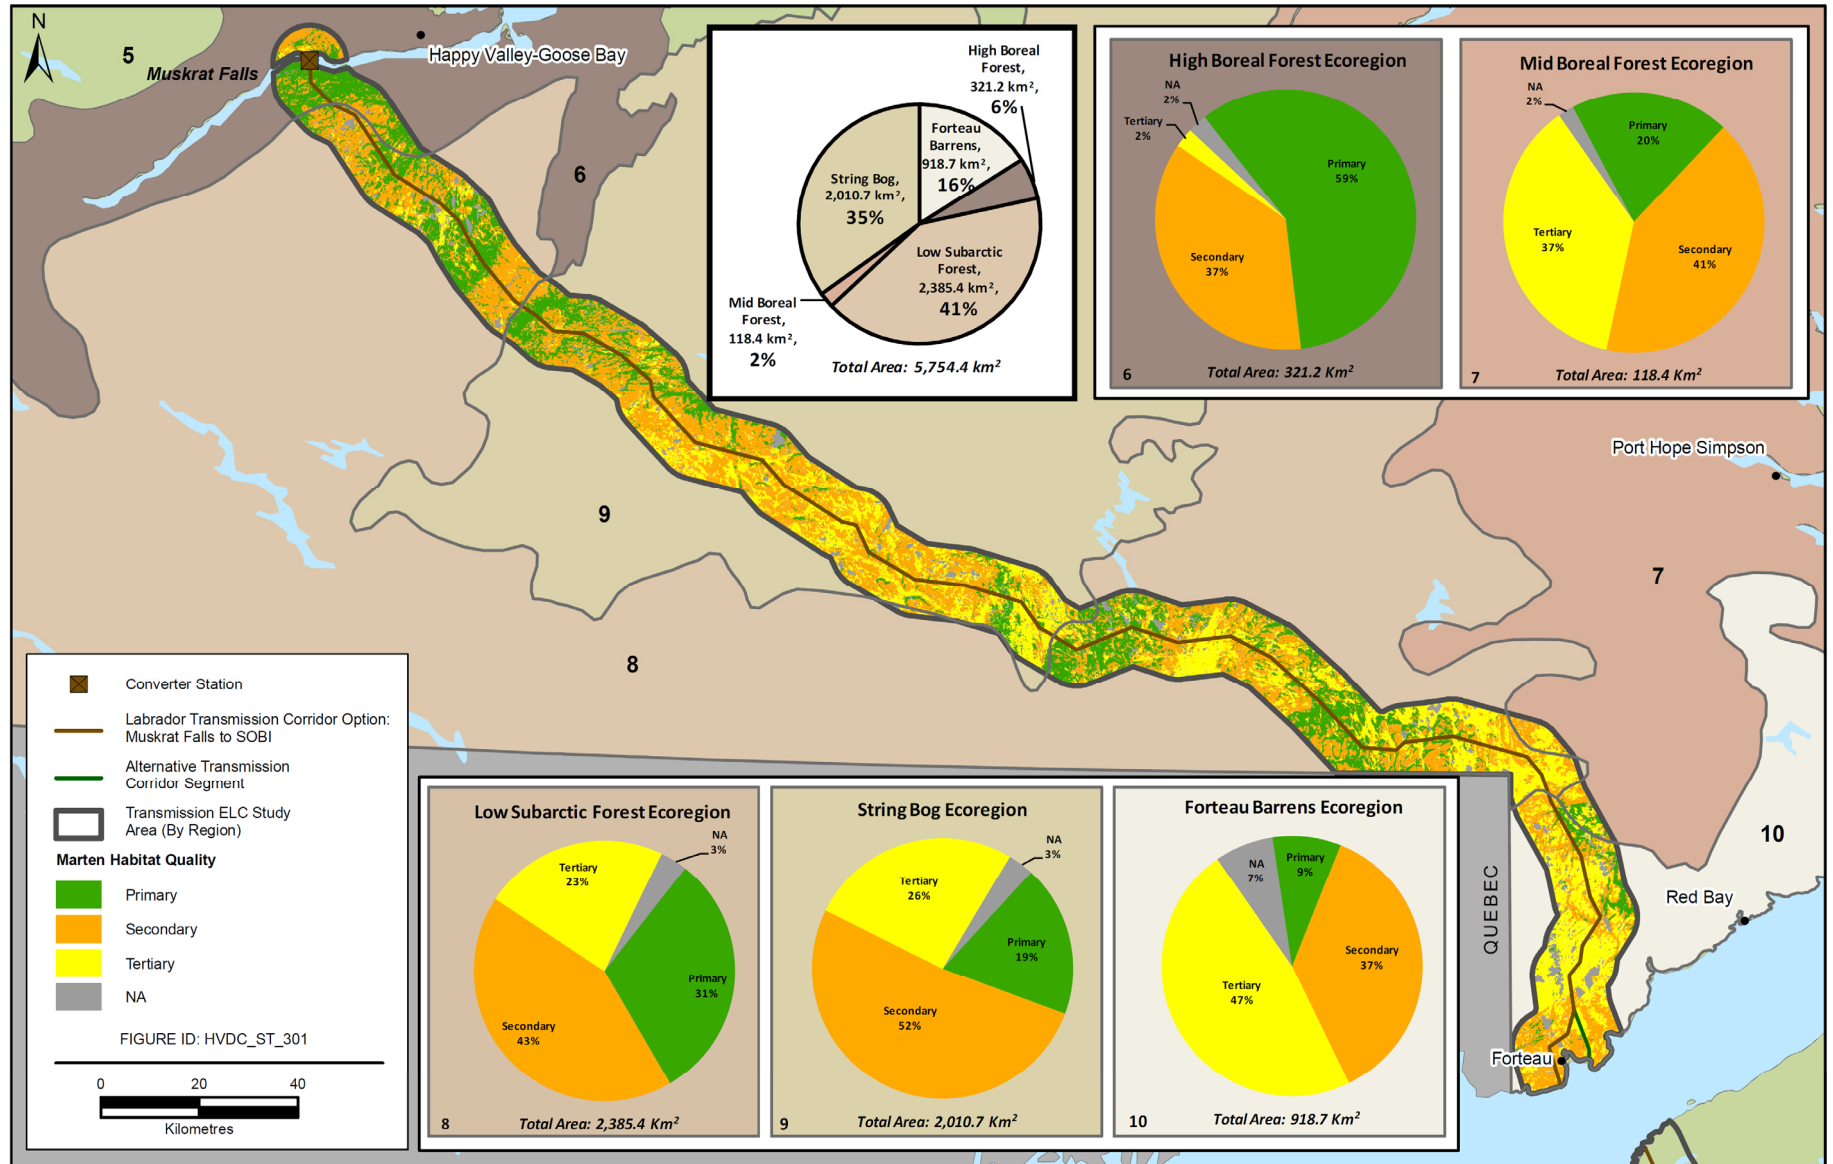 N
5
Muskrat Falls
Happy Valley-Goose Bay
6
9
8
7
10
Port Hope Simpson
Red Bay
Forteau
QUEBEC
High Boreal
Forest,
321.2 km²,
6%
Forteau
Barrens,
918.7 km²,
16%
String Bog,
2,010.7 km²,
35%
Low Subarctic
Forest,
2,385.4 km²,
41%
Mid Boreal
Forest,
118.4 km²,
2%
Total Area: 5,754.4 km²
High Boreal Forest Ecoregion
NA
2%
Tertiary
2%
Primary
59%
Secondary
37%
6
Total Area: 321.2 Km²
Mid Boreal Forest Ecoregion
NA
2%
Primary
20%
Tertiary
37%
Secondary
41%
7
Total Area: 118.4 Km²
Converter Station
Labrador Transmission Corridor Option:
Muskrat Falls to SOBI
Alternative Transmission
Corridor Segment
Transmission ELC Study
Area (By Region)
Marten Habitat Quality
Primary
Secondary
Tertiary
NA
FIGURE ID: HVDC_ST_301
0 20 40
Kilometres
Low Subarctic Forest Ecoregion
NA
3%
Tertiary
23%
Primary
31%
Secondary
43%
8
Total Area: 2,385.4 Km²
String Bog Ecoregion
NA
3%
Tertiary
26%
Primary
19%
Secondary
52%
9
Total Area: 2,010.7 Km²
Forteau Barrens Ecoregion
NA
7%
Primary
9%
Secondary
37%
Tertiary
47%
10
Total Area: 918.7 Km²